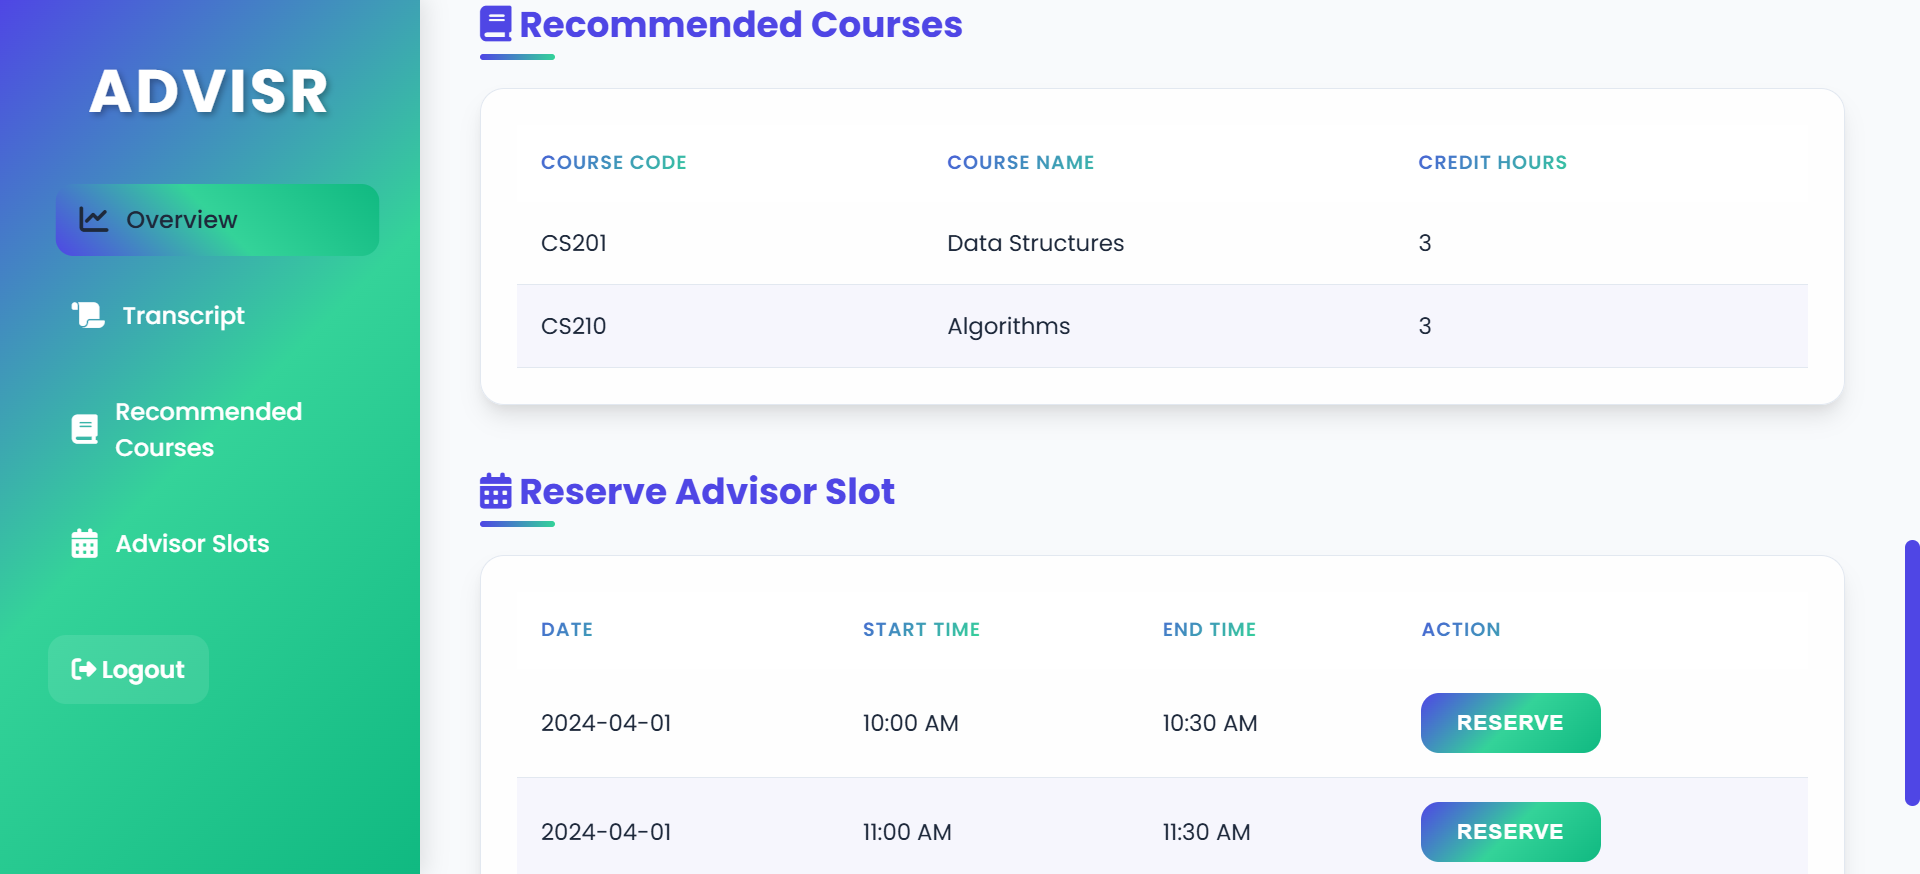 ADVISR
Overview
Transcript
Recommended
Courses
Advisor Slots
Logout
Recommended Courses
COURSE CODE COURSE NAME CREDIT HOURS
CS201 Data Structures 3
CS210 Algorithms 3
Reserve Advisor Slot
DATE START TIME END TIME ACTION
2024-04-01 10:00 AM 10:30 AM RESERVE
2024-04-01 11:00 AM 11:30 AM RESERVE